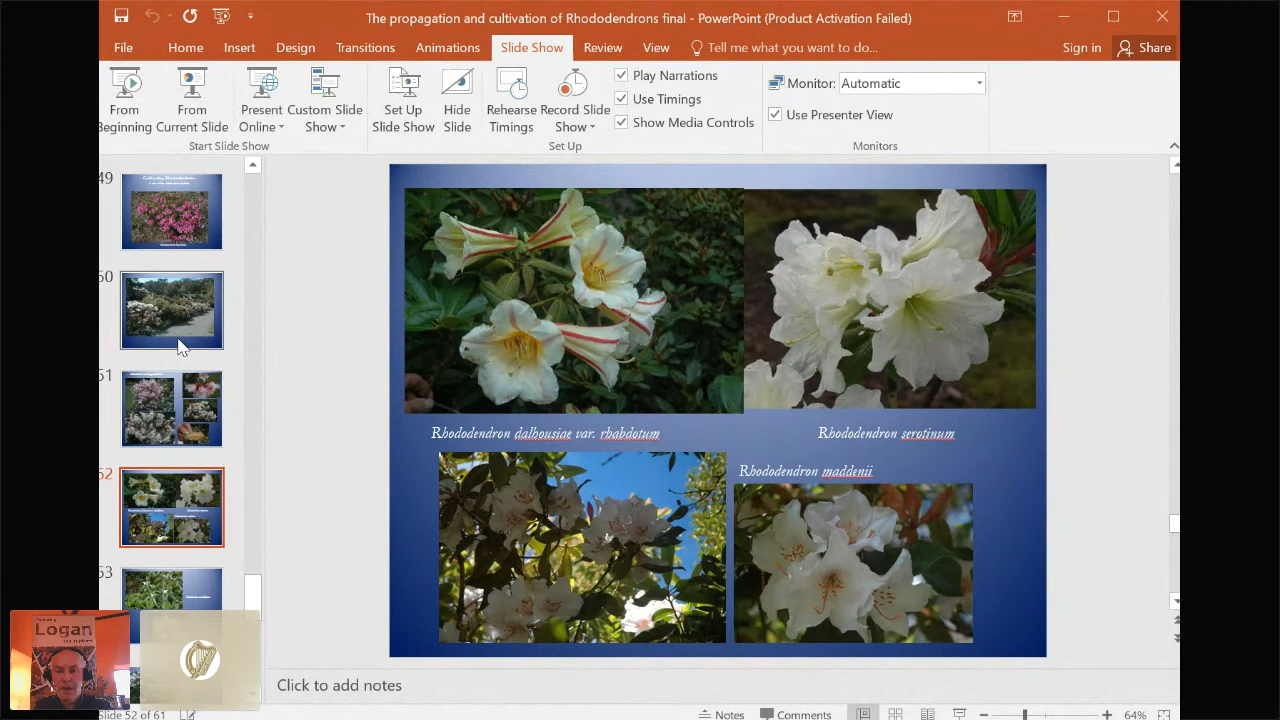 The propagation and cultivation of Rhododendrons final - PowerPoint (Product Activation Failed)
File Home Insert Design Transitions Animations Slide Show Review View Tell me what you want to do... Sign in Share
From Beginning
From Current Slide
Present Online
Custom Slide Show
Set Up Slide Show
Hide Slide
Rehearse Timings
Record Slide Show
Play Narrations
Use Timings
Show Media Controls
Monitor: Automatic
Use Presenter View
Start Slide Show Set Up Monitors
49
50
51
52
53
Rhododendron dalhousiae var. rhabdotum
Rhododendron serotinum
Rhododendron maddenii
Logan
Click to add notes
Slide 52 of 61 Notes Comments 64%